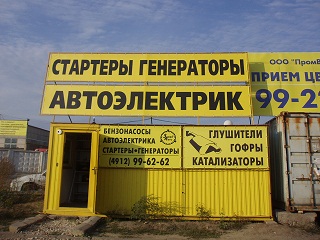 СТАРТЕРЫ ГЕНЕРАТОРЫ
АВТОЭЛЕКТРИК
ООО "ПромВ
ПРИЕМ ЦВ
99-2
БЕНЗОНАСОСЫ
АВТОЭЛЕКТРИКА
СТАРТЕРЫ•ГЕНЕРАТОРЫ
(4912) 99-62-62
ГЛУШИТЕЛИ
ГОФРЫ
КАТАЛИЗАТОРЫ